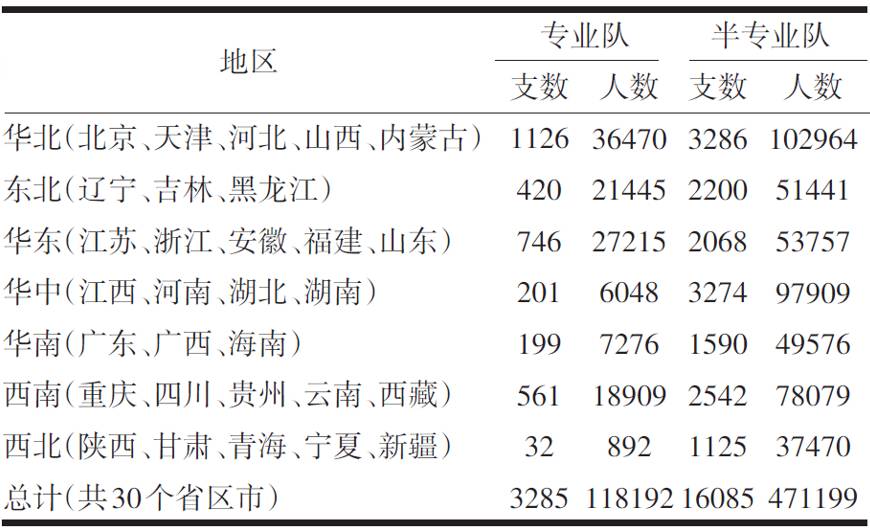 地区 专业队 半专业队
支数 人数 支数 人数
华北(北京、天津、河北、山西、内蒙古) 1126 36470 3286 102964
东北(辽宁、吉林、黑龙江) 420 21445 2200 51441
华东(江苏、浙江、安徽、福建、山东) 746 27215 2068 53757
华中(江西、河南、湖北、湖南) 201 6048 3274 97909
华南(广东、广西、海南) 199 7276 1590 49576
西南(重庆、四川、贵州、云南、西藏) 561 18909 2542 78079
西北(陕西、甘肃、青海、宁夏、新疆) 32 892 1125 37470
总计(共30个省区市) 3285 118192 16085 471199